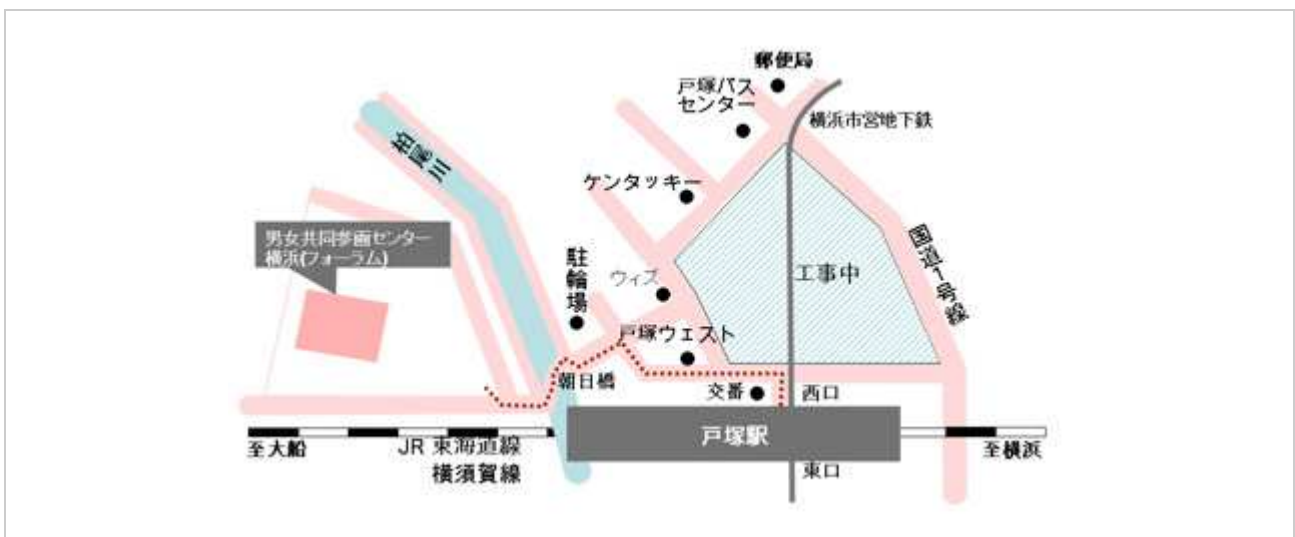 郵便局
戸塚バス
センター
横浜市営地下鉄
柏尾川
ケンタッキー
男女共同参画センター
横浜(フォーラム)
駐輪場
ウィズ
工事中
国道1号線
戸塚ウェスト
朝日橋
交番
西口
戸塚駅
至大船
JR 東海道線
横須賀線
至横浜
東口